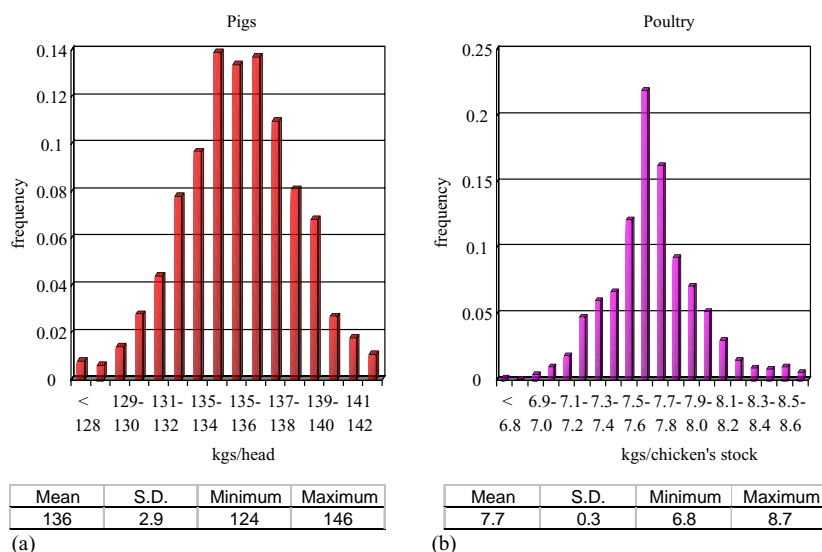 Pigs
0.14
0.12
0.1
0.08
0.06
0.04
0.02
0
frequency
< 129- 131- 135- 135- 137- 139- 141
128 130 132 134 136 138 140 142
kgs/head
Mean S.D. Minimum Maximum
136 2.9 124 146
(a)
Poultry
0.25
0.2
0.15
0.1
0.05
0
frequency
< 6.9- 7.1- 7.3- 7.5- 7.7- 7.9- 8.1- 8.3- 8.5-
6.8 7.0 7.2 7.4 7.6 7.8 8.0 8.2 8.4 8.6
kgs/chicken's stock
Mean S.D. Minimum Maximum
7.7 0.3 6.8 8.7
(b)